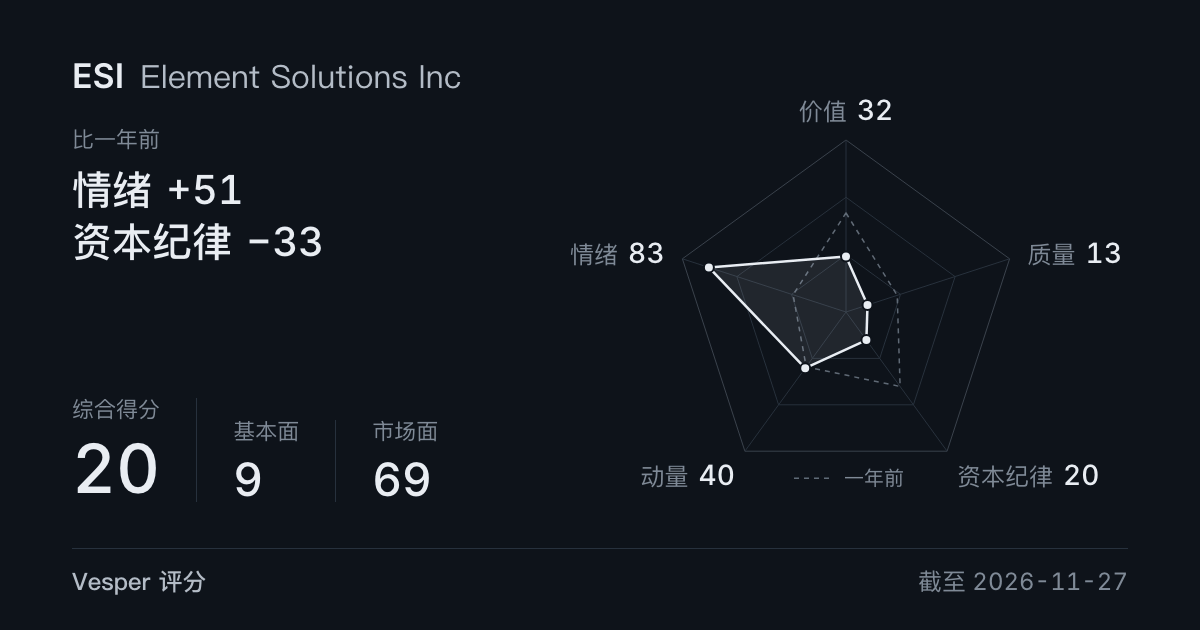 ESI Element Solutions Inc
比一年前
情绪 +51
资本纪律 −33
综合得分
20
基本面
9
市场面
69
价值 32
情绪 83
质量 13
动量 40
一年前
资本纪律 20
Vesper 评分
截至 2026-11-27